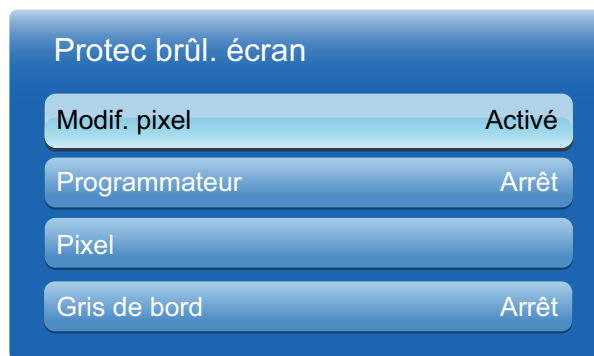 Protec brûl. écran
Modif. pixel Activé
Programmateur Arrêt
Pixel
Gris de bord Arrêt